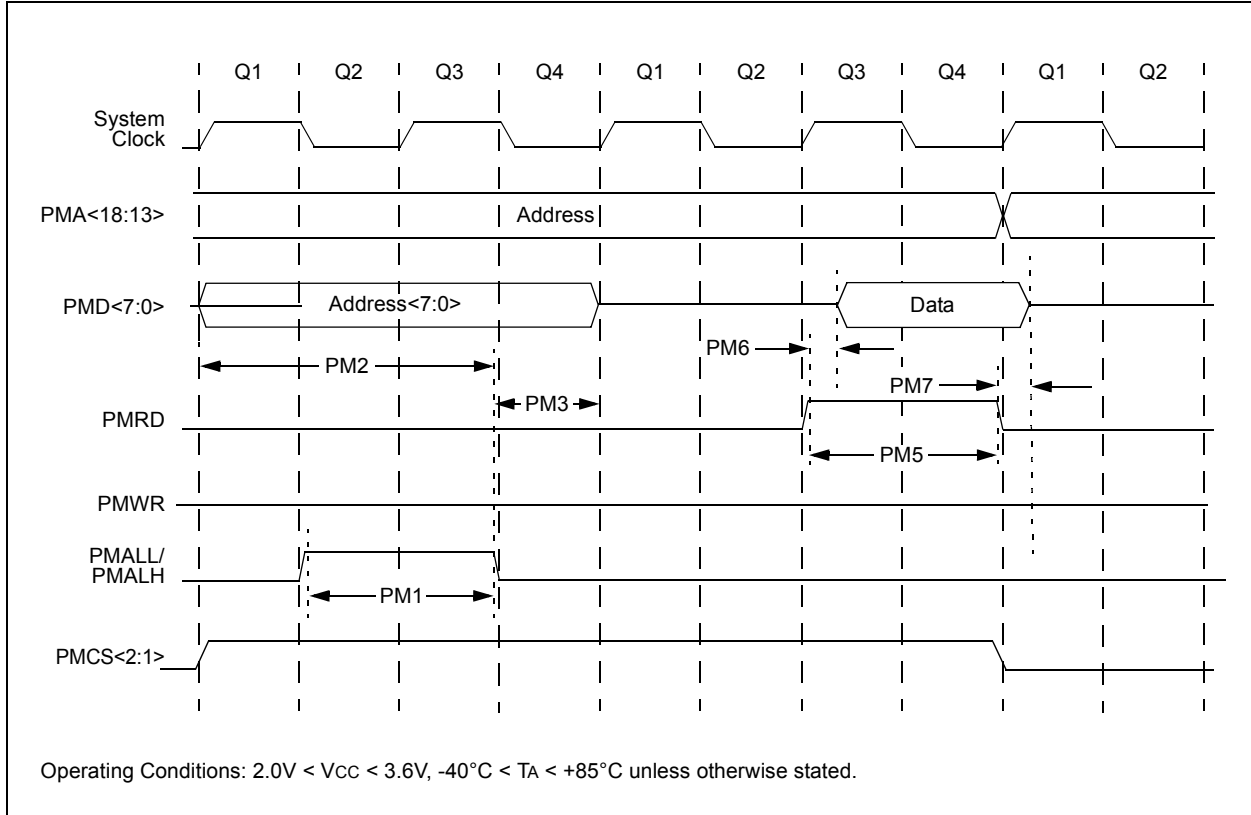 Q1 Q2 Q3 Q4 Q1 Q2 Q3 Q4 Q1 Q2
System
Clock
PMA<18:13>
Address
PMD<7:0>
Address<7:0>
Data
PM6
PM2
PM7
PM3
PMRD
PM5
PMWR
PMALL/
PMALH
PM1
PMCS<2:1>
Operating Conditions: 2.0V < VCC < 3.6V, -40°C < TA < +85°C unless otherwise stated.